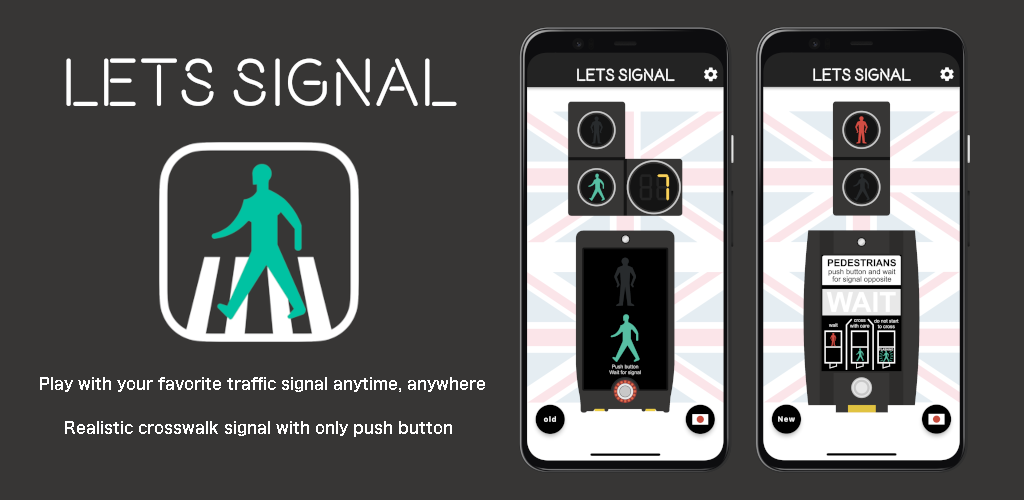 LETS SIGNAL
Play with your favorite traffic signal anytime, anywhere
Realistic crosswalk signal with only push button
LETS SIGNAL
7
Push button
Wait for signal
old
LETS SIGNAL
PEDESTRIANS
push button and wait
for signal opposite
WAIT
wait
cross
with care
do not start
to cross
New